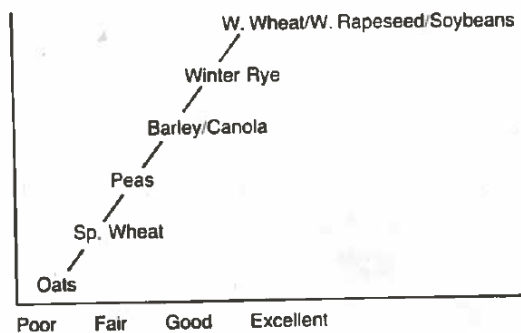 W. Wheat/W. Rapeseed/Soybeans
Winter Rye
Barley/Canola
Peas
Sp. Wheat
Oats
Poor Fair Good Excellent